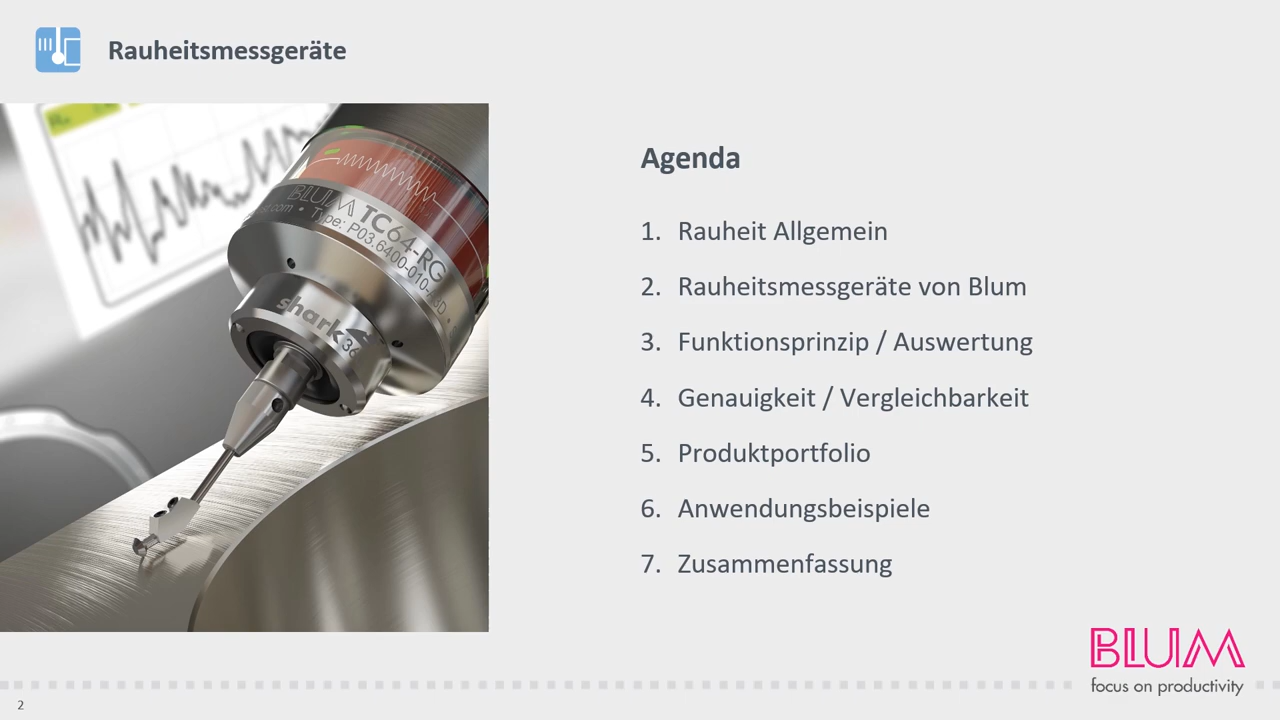 Rauheitsmessgeräte
BLUM TC64-RG
Type: P03.6400-010-
shark36
Agenda
1. Rauheit Allgemein
2. Rauheitsmessgeräte von Blum
3. Funktionsprinzip / Auswertung
4. Genauigkeit / Vergleichbarkeit
5. Produktportfolio
6. Anwendungsbeispiele
7. Zusammenfassung
BLUM
focus on productivity
2